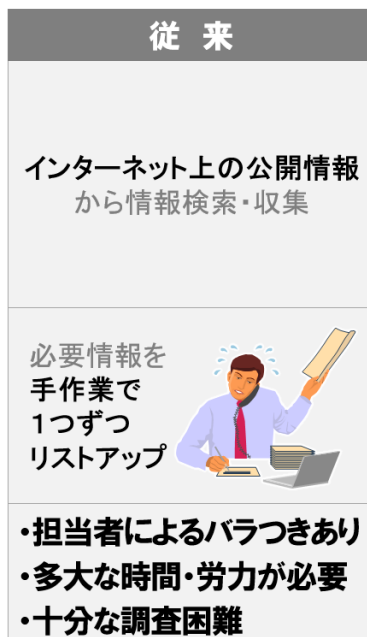 従 来
インターネット上の公開情報
から情報検索・収集
必要情報を
手作業で
1つずつ
リストアップ
・担当者によるバラつきあり
・多大な時間・労力が必要
・十分な調査困難